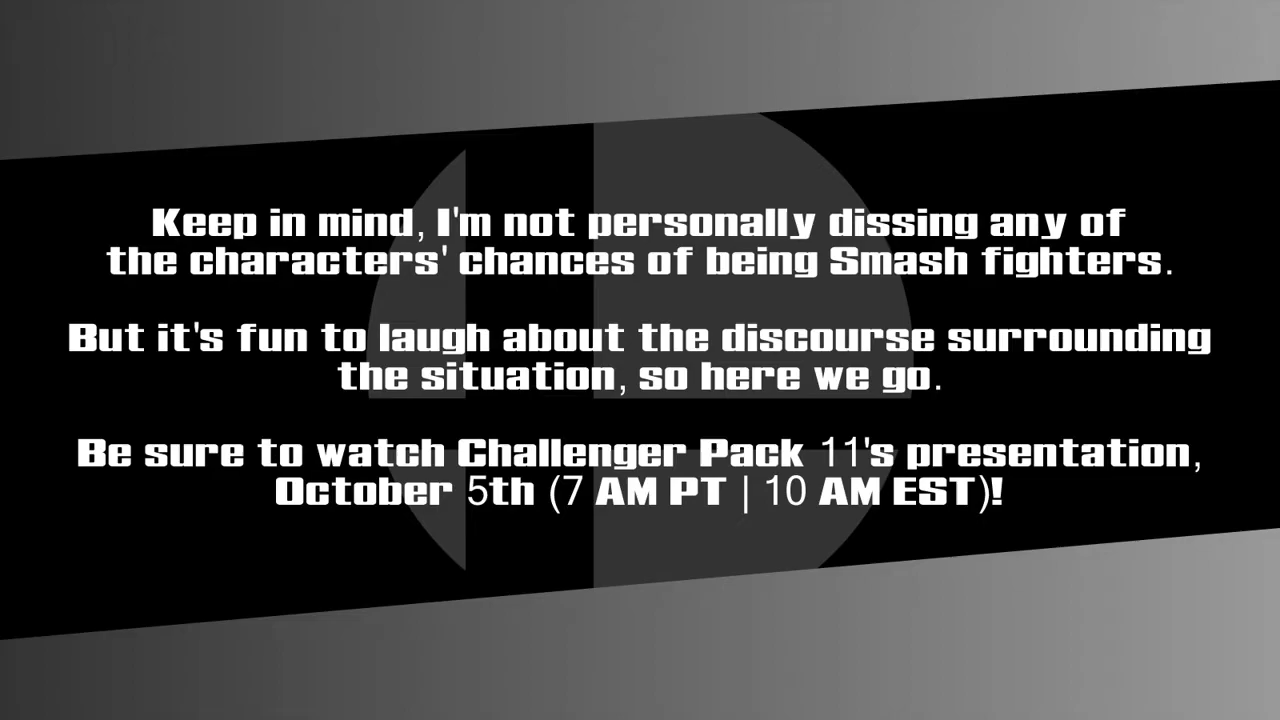 Keep in mind, I'm not personally dissing any of
the characters' chances of being Smash fighters.
But it's fun to laugh about the discourse surrounding
the situation, so here we go.
Be sure to watch Challenger Pack 11's presentation,
October 5th (7 AM PT | 10 AM EST)!